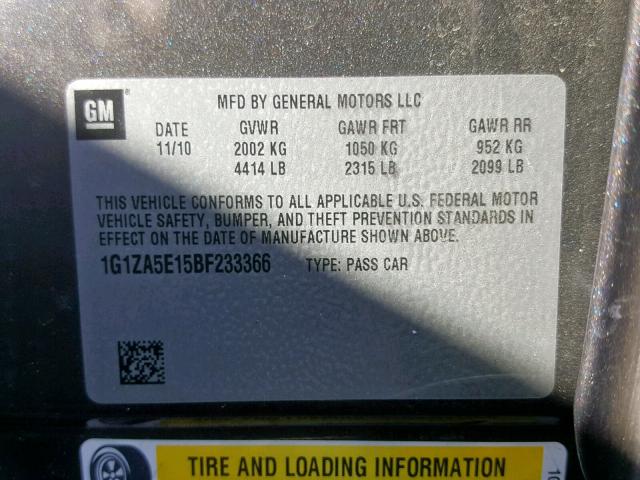 GM
MFD BY GENERAL MOTORS LLC
DATE GVWR GAWR FRT GAWR RR
11/10 2002 KG 1050 KG 952 KG
4414 LB 2315 LB 2099 LB
THIS VEHICLE CONFORMS TO ALL APPLICABLE U.S. FEDERAL MOTOR
VEHICLE SAFETY, BUMPER, AND THEFT PREVENTION STANDARDS IN
EFFECT ON THE DATE OF MANUFACTURE SHOWN ABOVE.
1G1ZA5E15BF233366 TYPE: PASS CAR
TIRE AND LOADING INFORMATION